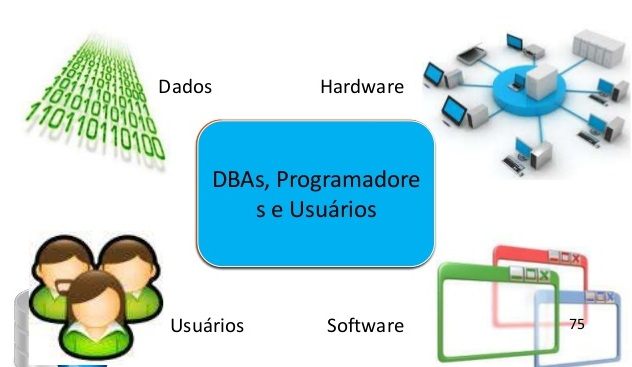 Dados
Hardware
DBAs, Programadore
s e Usuários
Usuários
Software
75